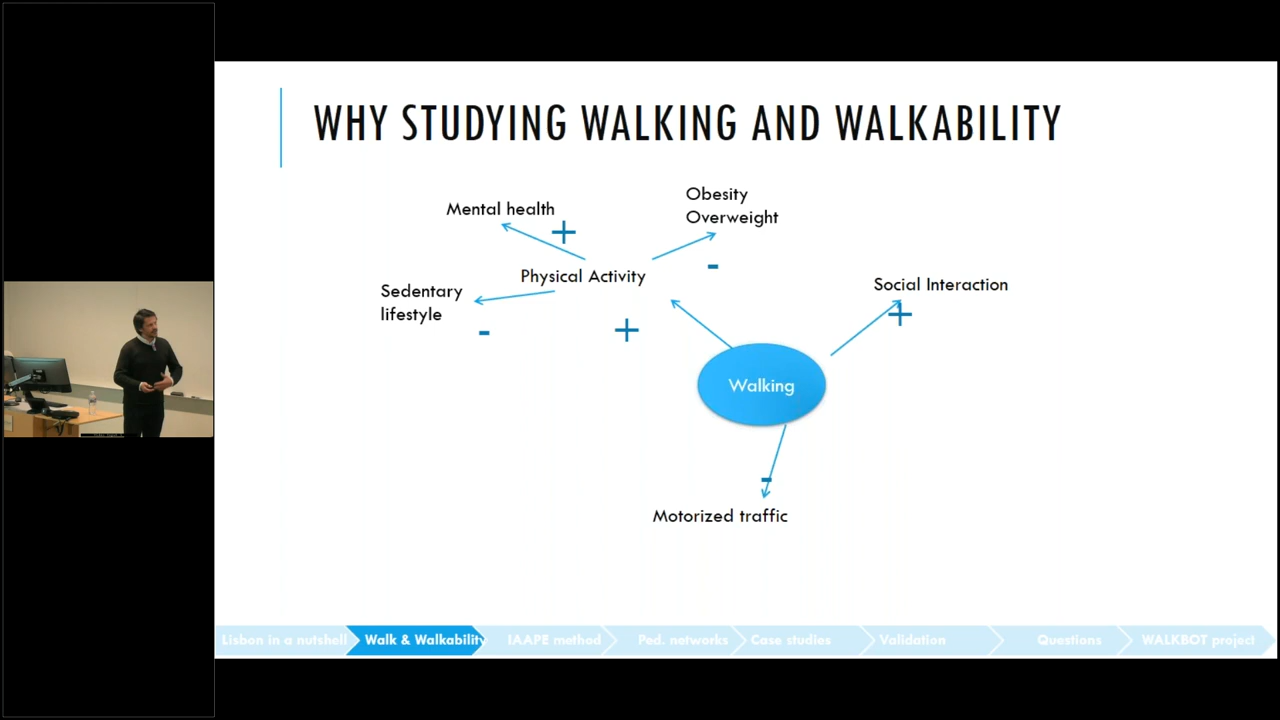 WHY STUDYING WALKING AND WALKABILITY
Mental health
+
Obesity
Overweight
-
Physical Activity
Sedentary
lifestyle
-
+
Social Interaction
+
Walking
-
Motorized traffic
Lisbon in a nutshell
Walk & Walkability
IAAPE method
Ped. networks
Case studies
Validation
Questions
WALKBOT project